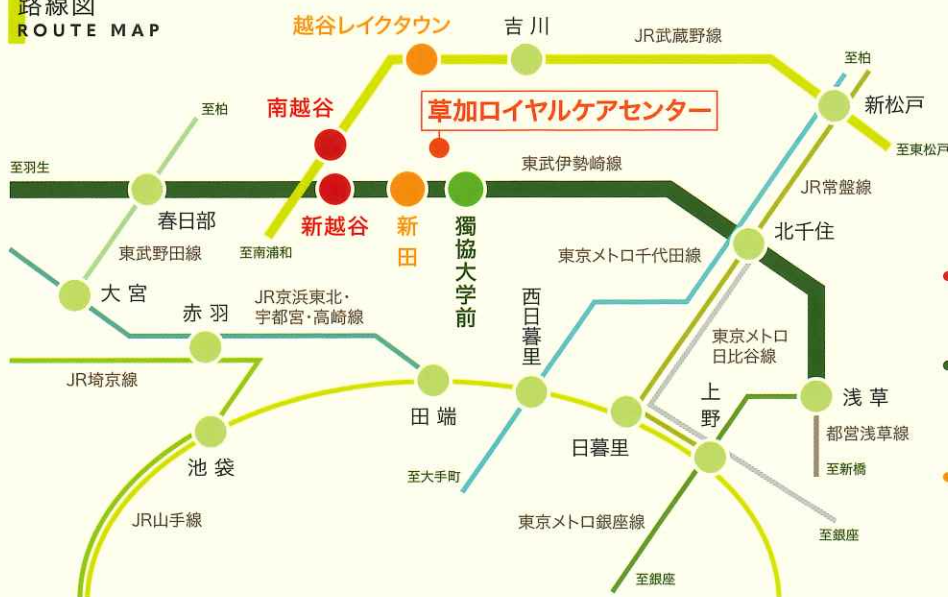 路線図
ROUTE MAP
越谷レイクタウン
吉川
JR武蔵野線
至柏
新松戸
至東松戸
南越谷
草加ロイヤルケアセンター
至柏
至羽生
東武伊勢崎線
JR常盤線
春日部
新越谷
新田
獨協大学前
北千住
至南浦和
東武野田線
東京メトロ千代田線
大宮
JR京浜東北・
宇都宮・高崎線
赤羽
西日暮里
東京メトロ
日比谷線
JR埼京線
上野
浅草
田端
日暮里
都営浅草線
池袋
至大手町
至新橋
JR山手線
東京メトロ銀座線
至銀座
至銀座